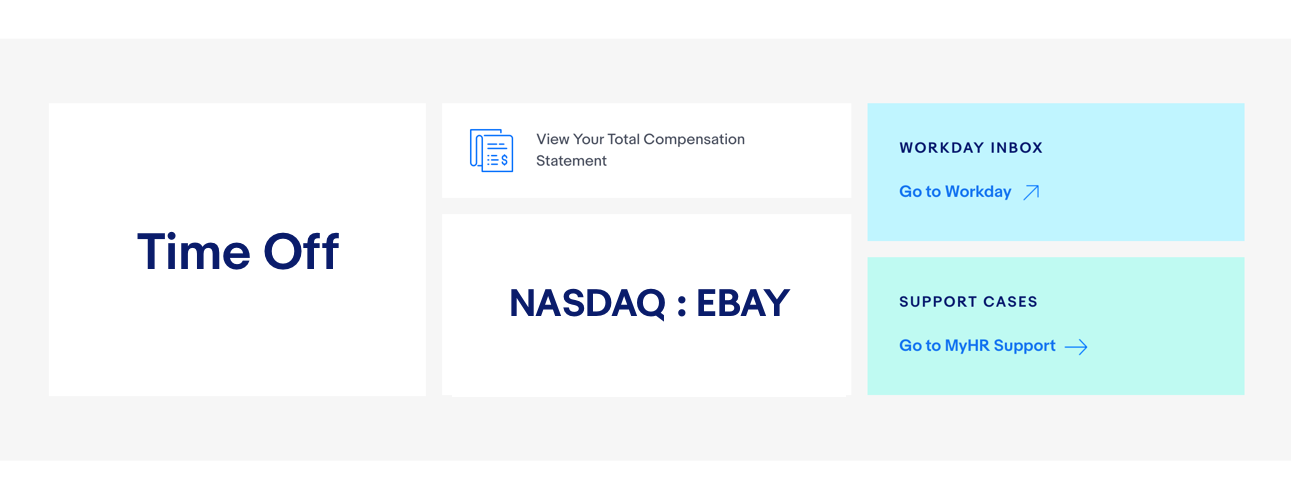 Time Off
View Your Total Compensation
Statement
NASDAQ : EBAY
WORKDAY INBOX
Go to Workday
SUPPORT CASES
Go to MyHR Support